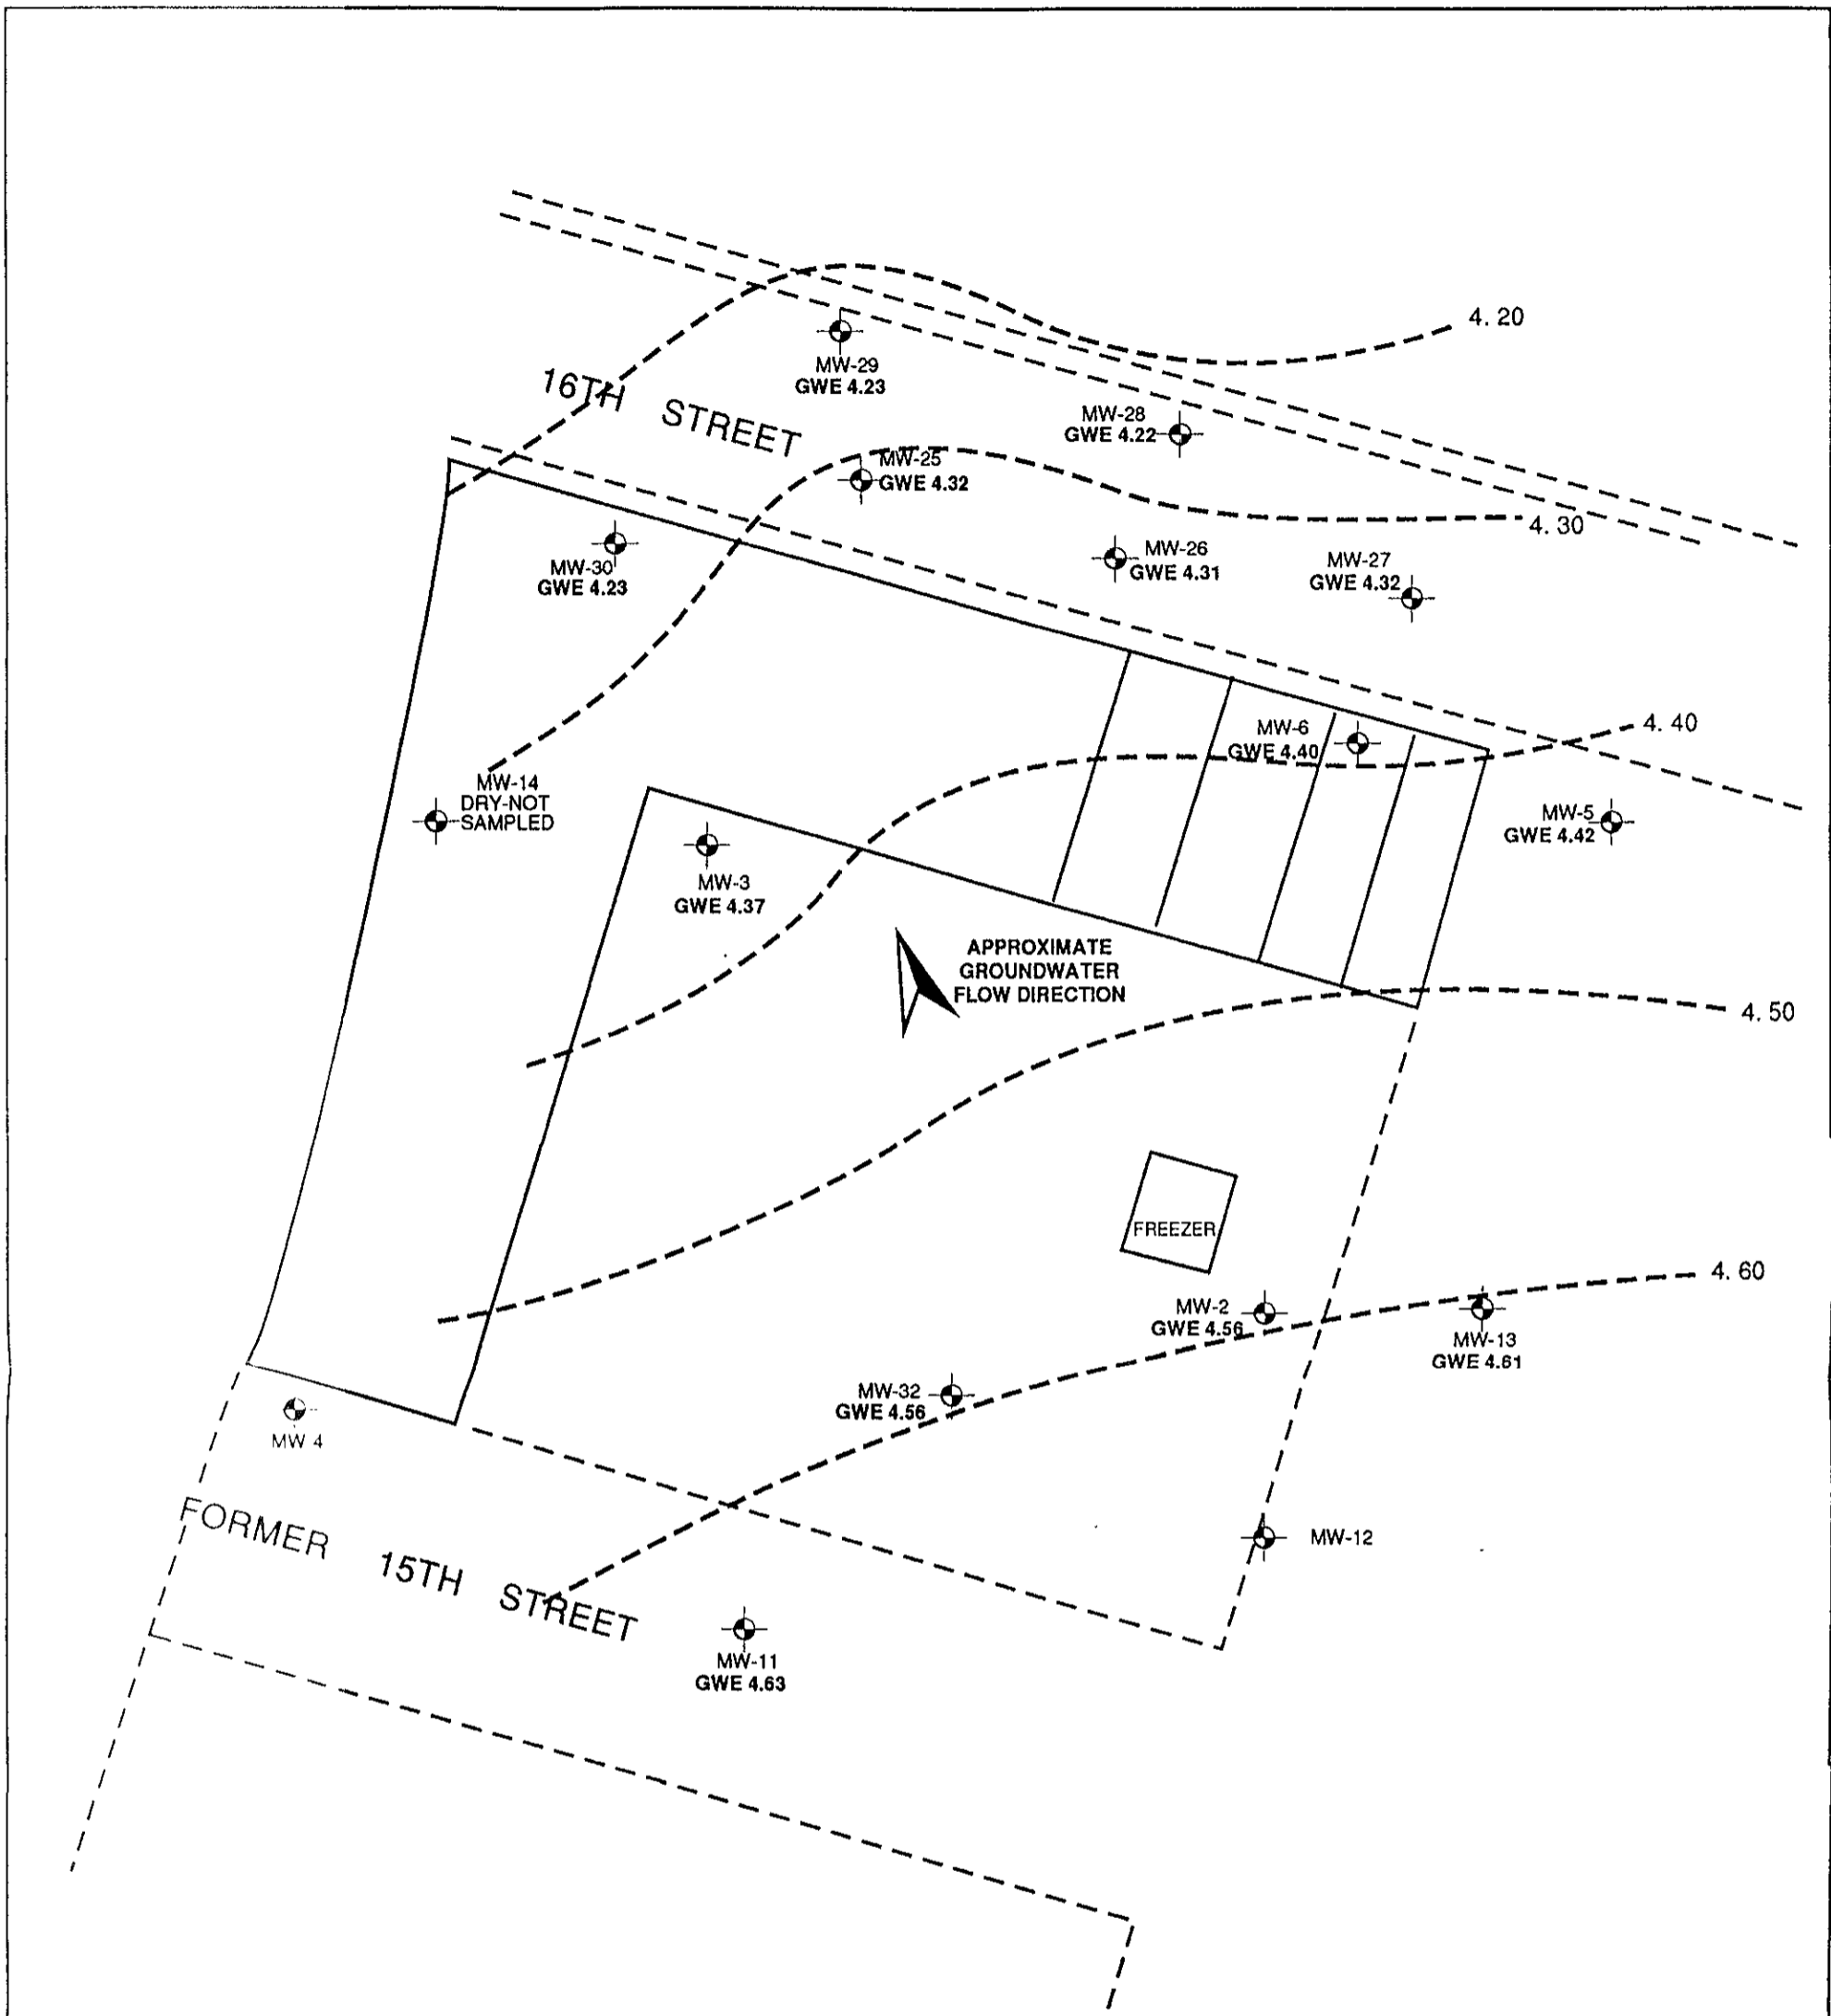 4. 20
MW-29
GWE 4.23
16TH STREET
MW-28
GWE 4.22
MW-25
GWE 4.32
4. 30
MW-26
GWE 4.31
MW-27
GWE 4.32
MW-30
GWE 4.23
4. 40
MW-6
GWE 4.40
MW-14
DRY-NOT
SAMPLED
MW-5
GWE 4.42
MW-3
GWE 4.37
APPROXIMATE
GROUNDWATER
FLOW DIRECTION
4. 50
FREEZER
4. 60
MW-2
GWE 4.56
MW-13
GWE 4.61
MW-32
GWE 4.56
MW 4
FORMER 15TH STREET
MW-12
MW-11
GWE 4.63